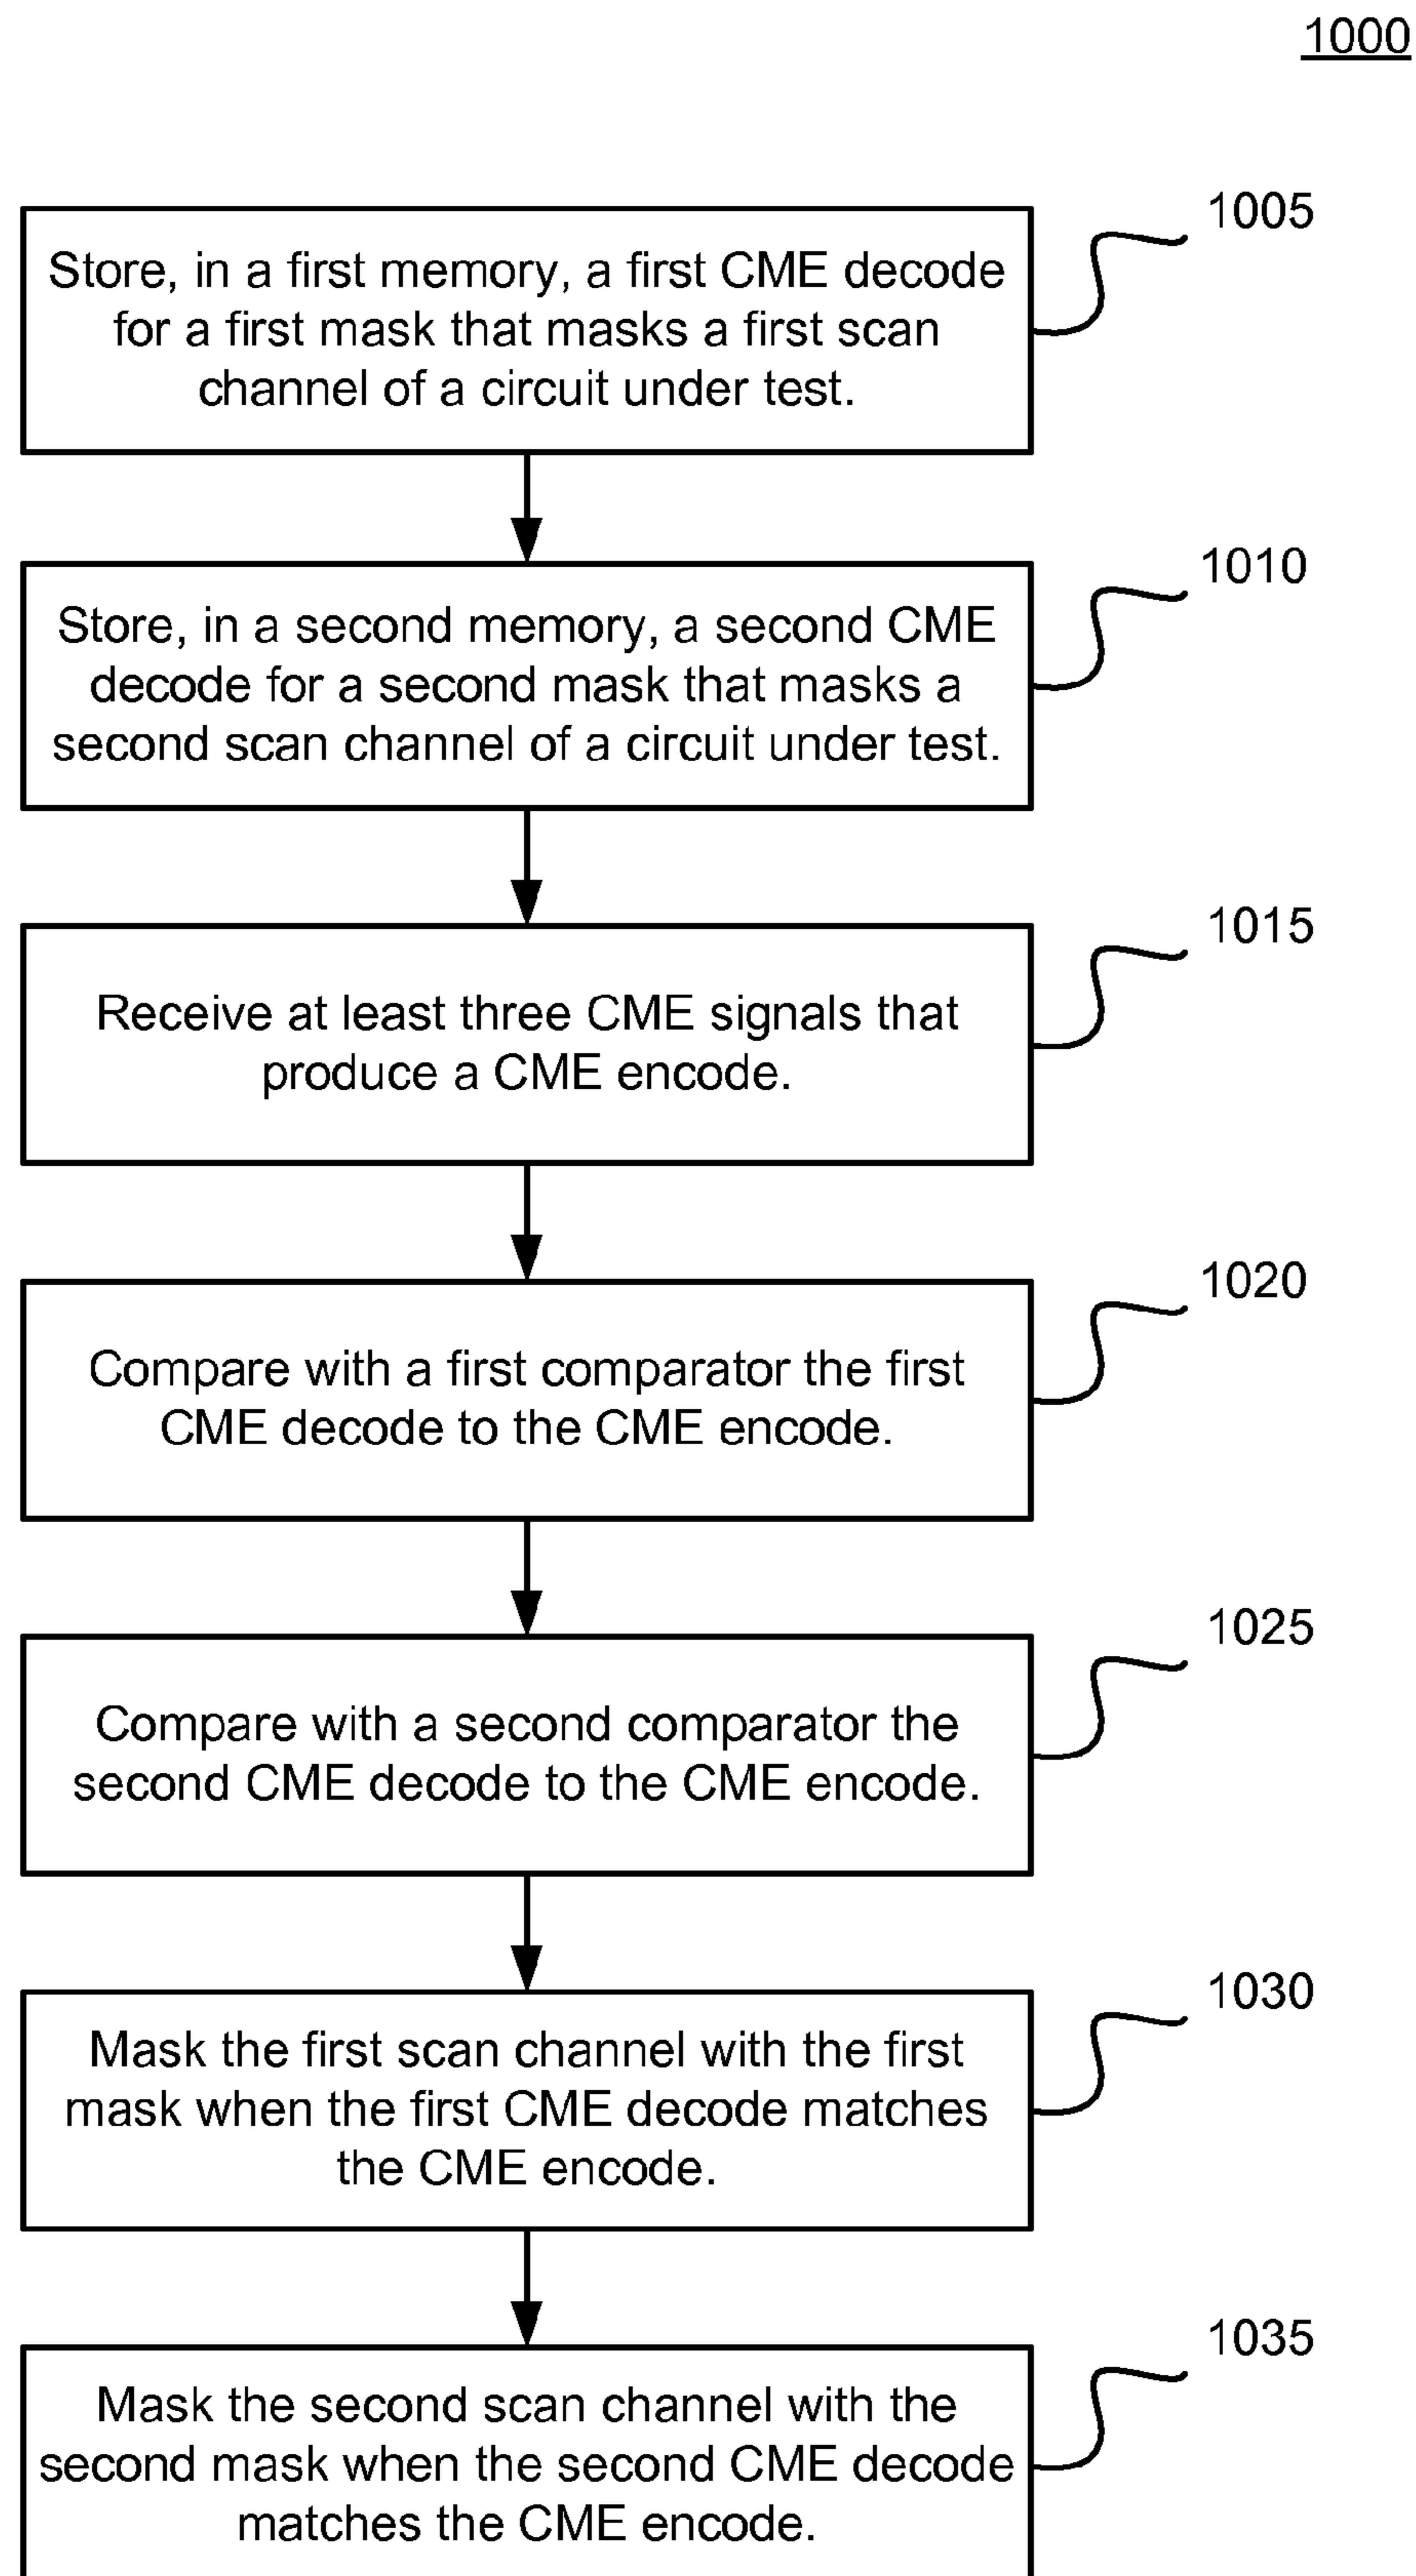 1000
1005
Store, in a first memory, a first CME decode
for a first mask that masks a first scan
channel of a circuit under test.
1010
Store, in a second memory, a second CME
decode for a second mask that masks a
second scan channel of a circuit under test.
1015
Receive at least three CME signals that
produce a CME encode.
1020
Compare with a first comparator the first
CME decode to the CME encode.
1025
Compare with a second comparator the
second CME decode to the CME encode.
1030
Mask the first scan channel with the first
mask when the first CME decode matches
the CME encode.
1035
Mask the second scan channel with the
second mask when the second CME decode
matches the CME encode.